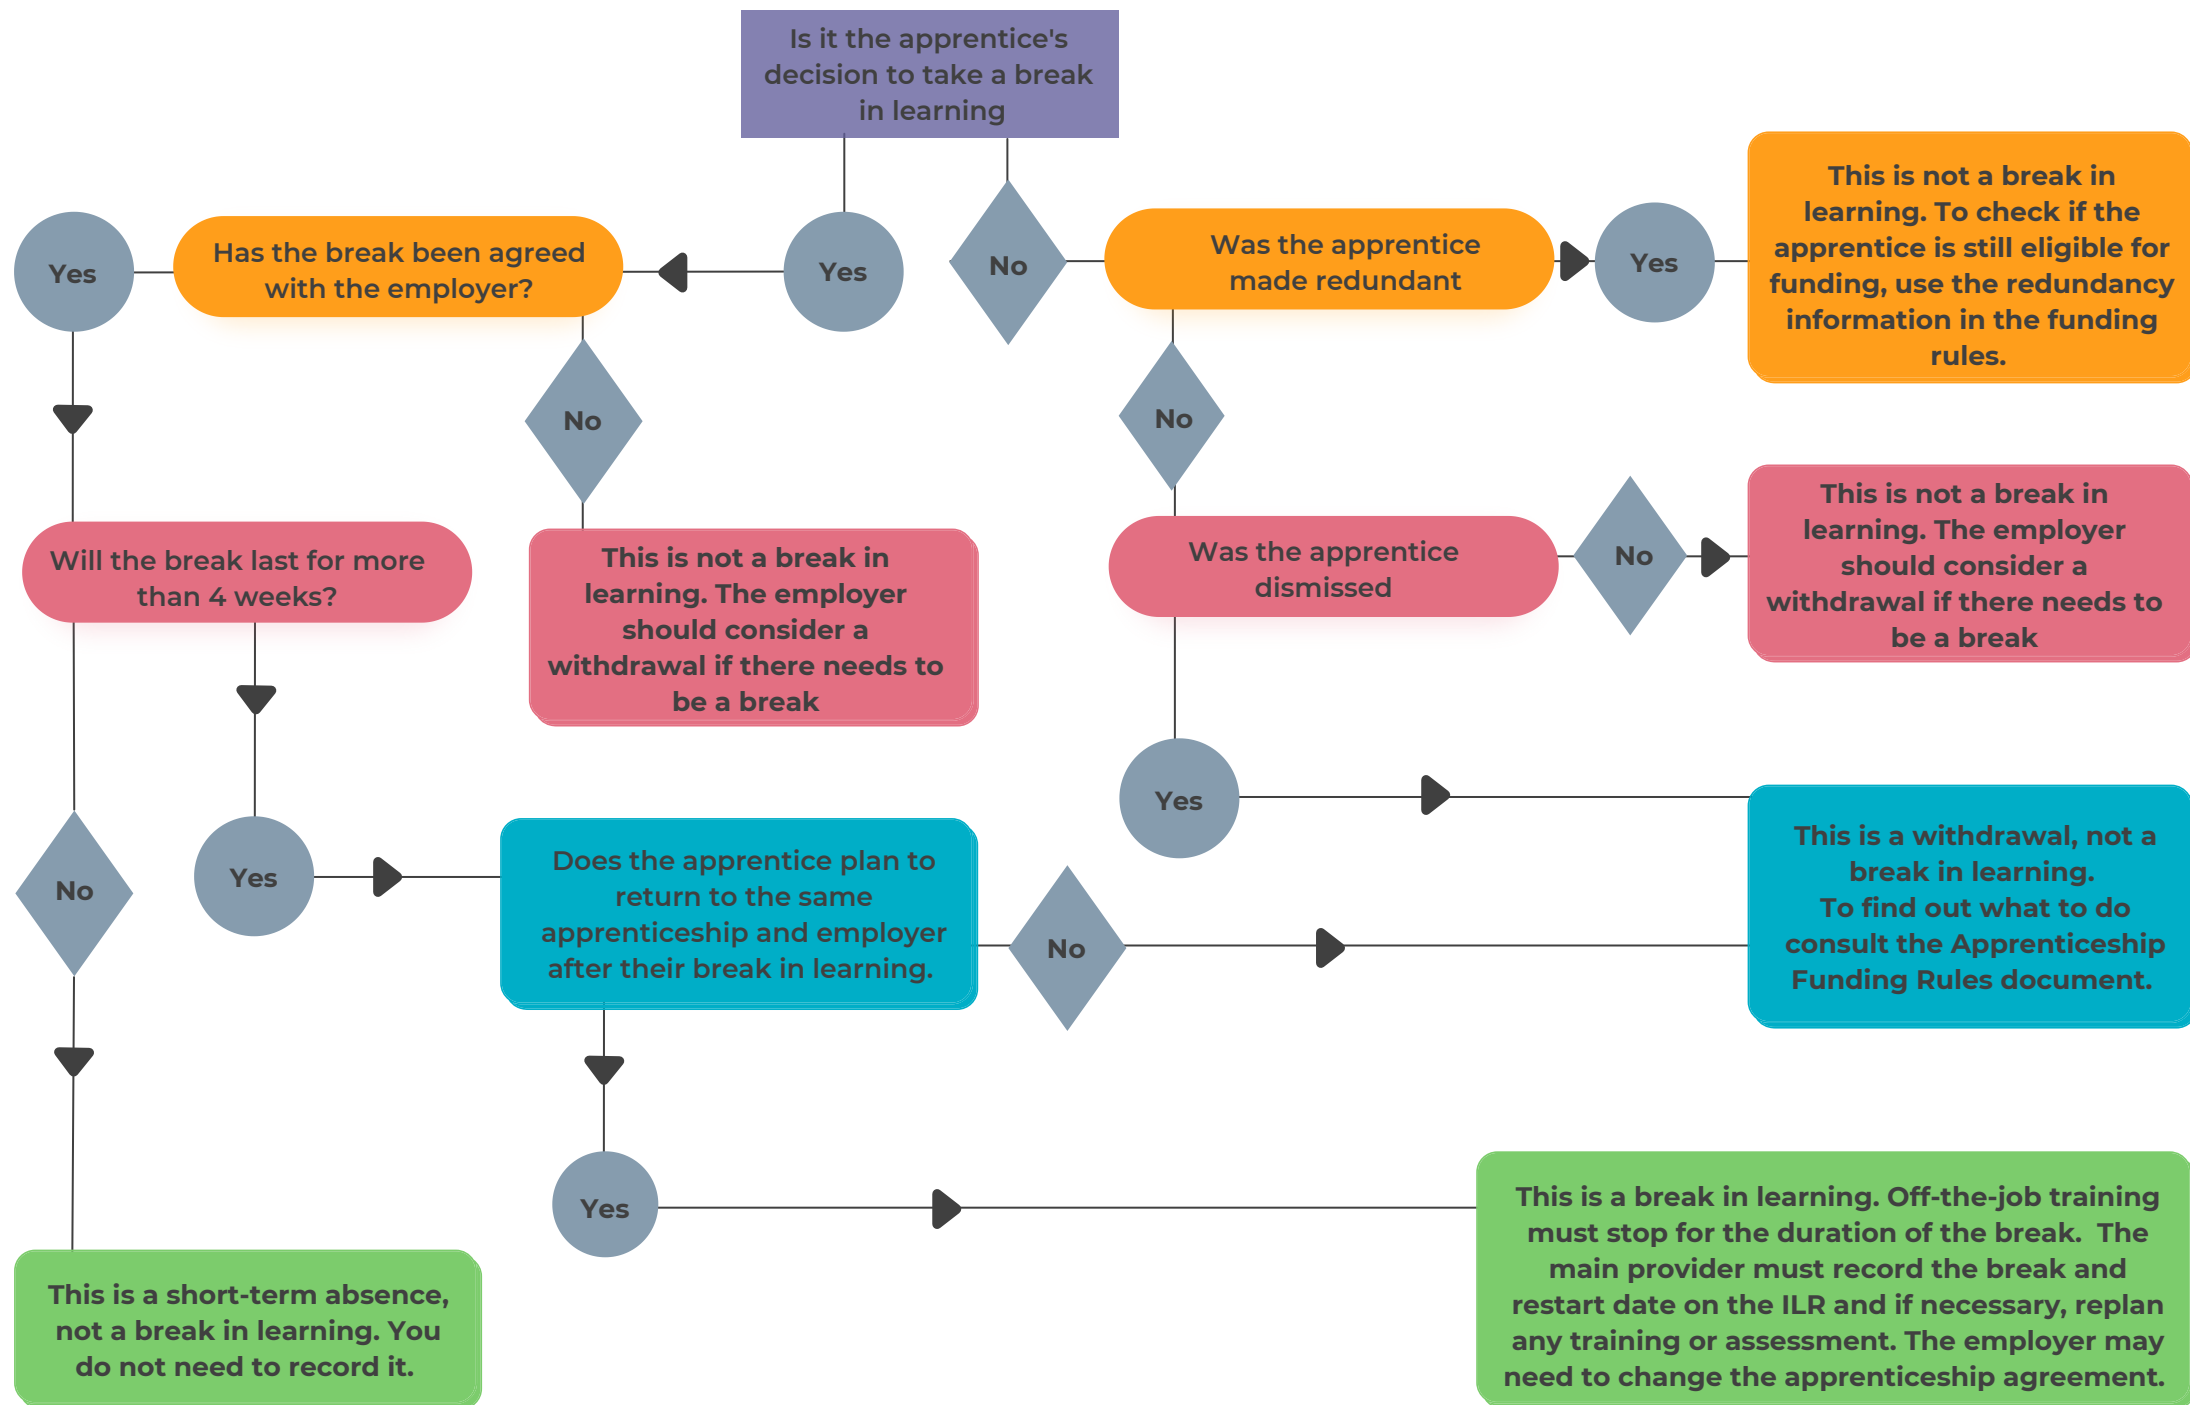 Is it the apprentice's
decision to take a break
in learning
Yes
Has the break been agreed
with the employer?
Yes
No
Was the apprentice
made redundant
Yes
This is not a break in
learning. To check if the
apprentice is still eligible for
funding, use the redundancy
information in the funding
rules.
No
No
Will the break last for more
than 4 weeks?
This is not a break in
learning. The employer
should consider a
withdrawal if there needs to
be a break
Was the apprentice
dismissed
No
This is not a break in
learning. The employer
should consider a
withdrawal if there needs to
be a break
Yes
No
Yes
Does the apprentice plan to
return to the same
apprenticeship and employer
after their break in learning.
No
This is a withdrawal, not a
break in learning.
To find out what to do
consult the Apprenticeship
Funding Rules document.
Yes
This is a short-term absence,
not a break in learning. You
do not need to record it.
This is a break in learning. Off-the-job training
must stop for the duration of the break.  The
main provider must record the break and
restart date on the ILR and if necessary, replan
any training or assessment. The employer may
need to change the apprenticeship agreement.